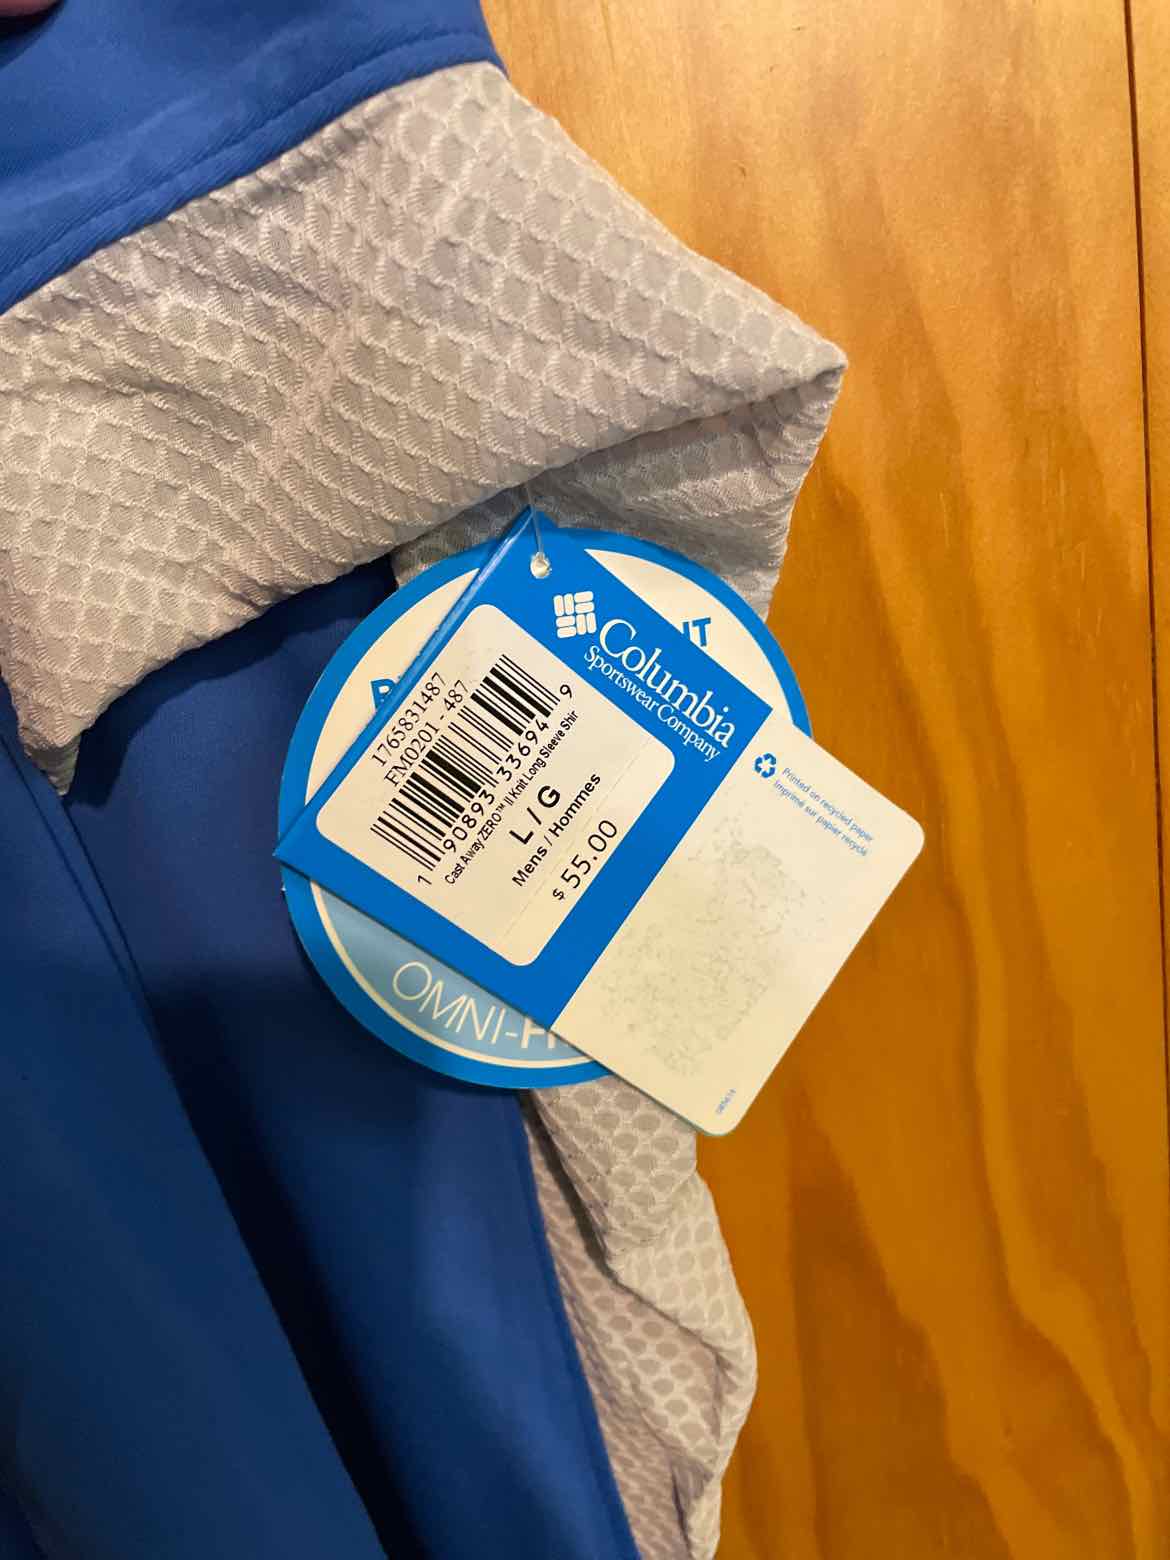 Columbia
Sportswear Company
1765831487
FM0201 - 487
1 90893 33694 9
Cast Away ZERO™ II Knit Long Sleeve Shir
L / G
Mens / Hommes
$ 55.00
Printed on recycled paper
Imprimé sur papier recyclé
OMNI-